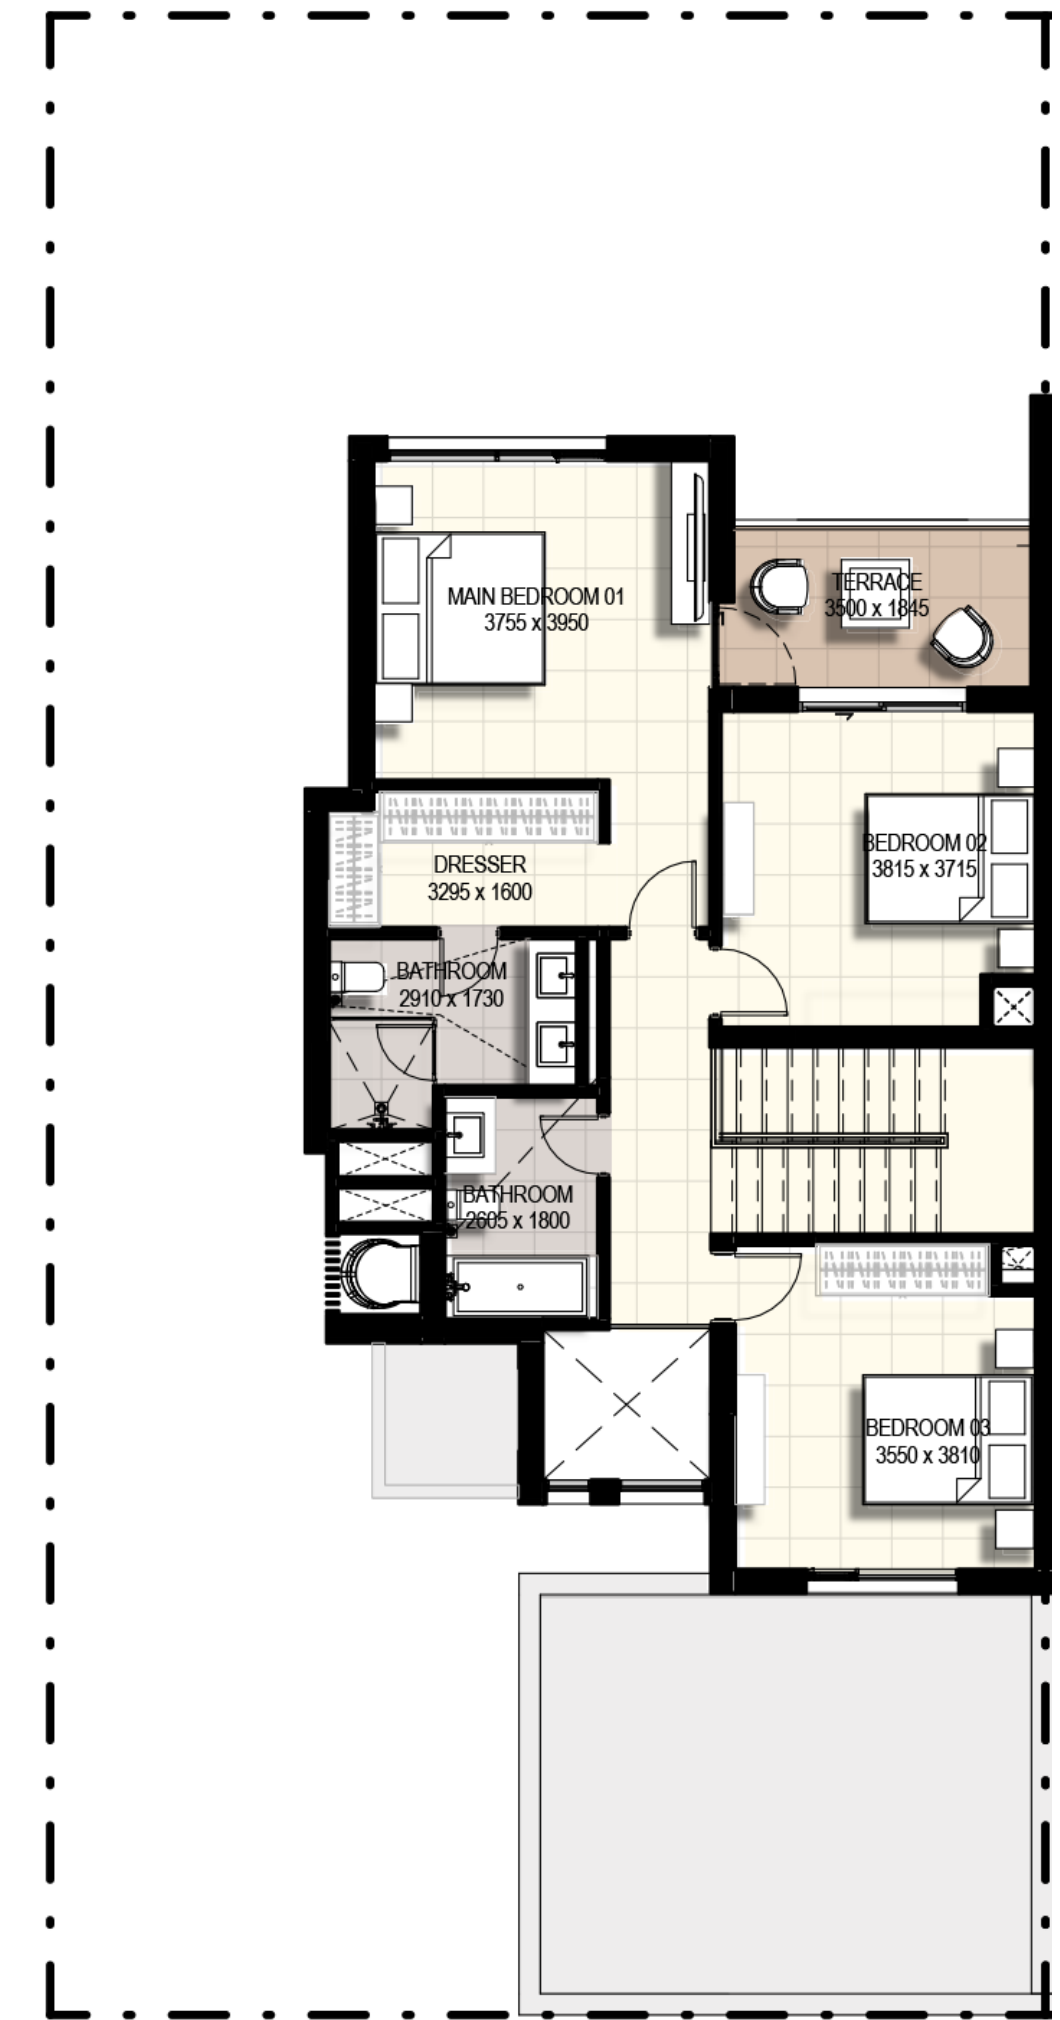 MAIN BEDROOM 01
3755 x 3950
TERRACE
3500 x 1845
BEDROOM 02
3815 x 3715
DRESSER
3295 x 1600
BATHROOM
2910 x 1730
BATHROOM
2605 x 1800
BEDROOM 03
3550 x 3810